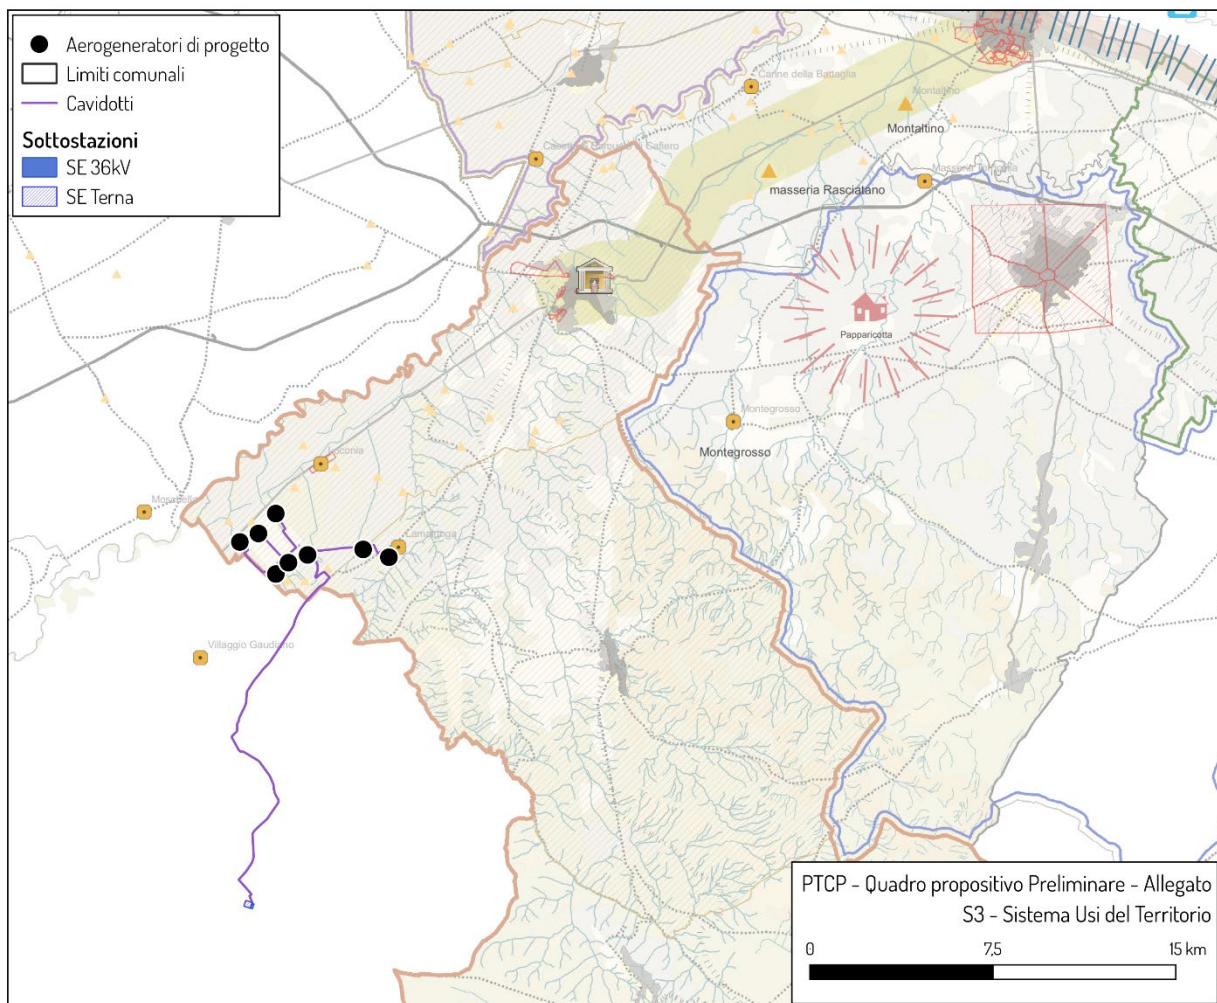 Aerogeneratori di progetto
Limiti comunali
Cavidotti
Sottostazioni
SE 36kV
SE Terna
Canne della Battaglia
Montaltino
Montaltino
masseria Rasciatano
Papparicotta
Montegrosso
Montegrosso
Loconia
Villaggio Gaudiano
PTCP - Quadro propositivo Preliminare - Allegato
S3 - Sistema Usi del Territorio
0 7,5 15 km